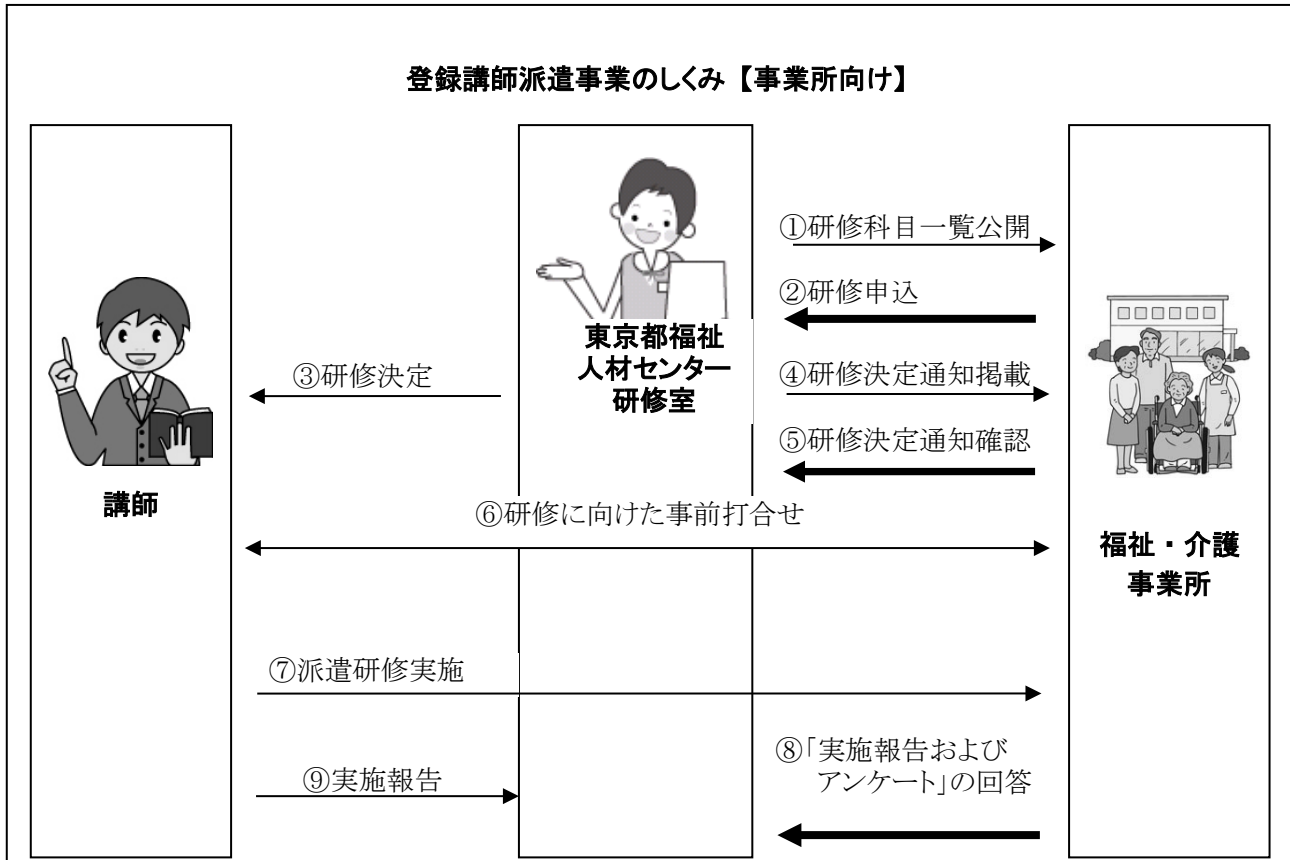 登録講師派遣事業のしくみ【事業所向け】
①研修科目一覧公開
②研修申込
東京都福祉
人材センター
研修室
③研修決定
④研修決定通知掲載
⑤研修決定通知確認
講師
⑥研修に向けた事前打合せ
福祉・介護
事業所
⑦派遣研修実施
⑧「実施報告および
アンケート」の回答
⑨実施報告